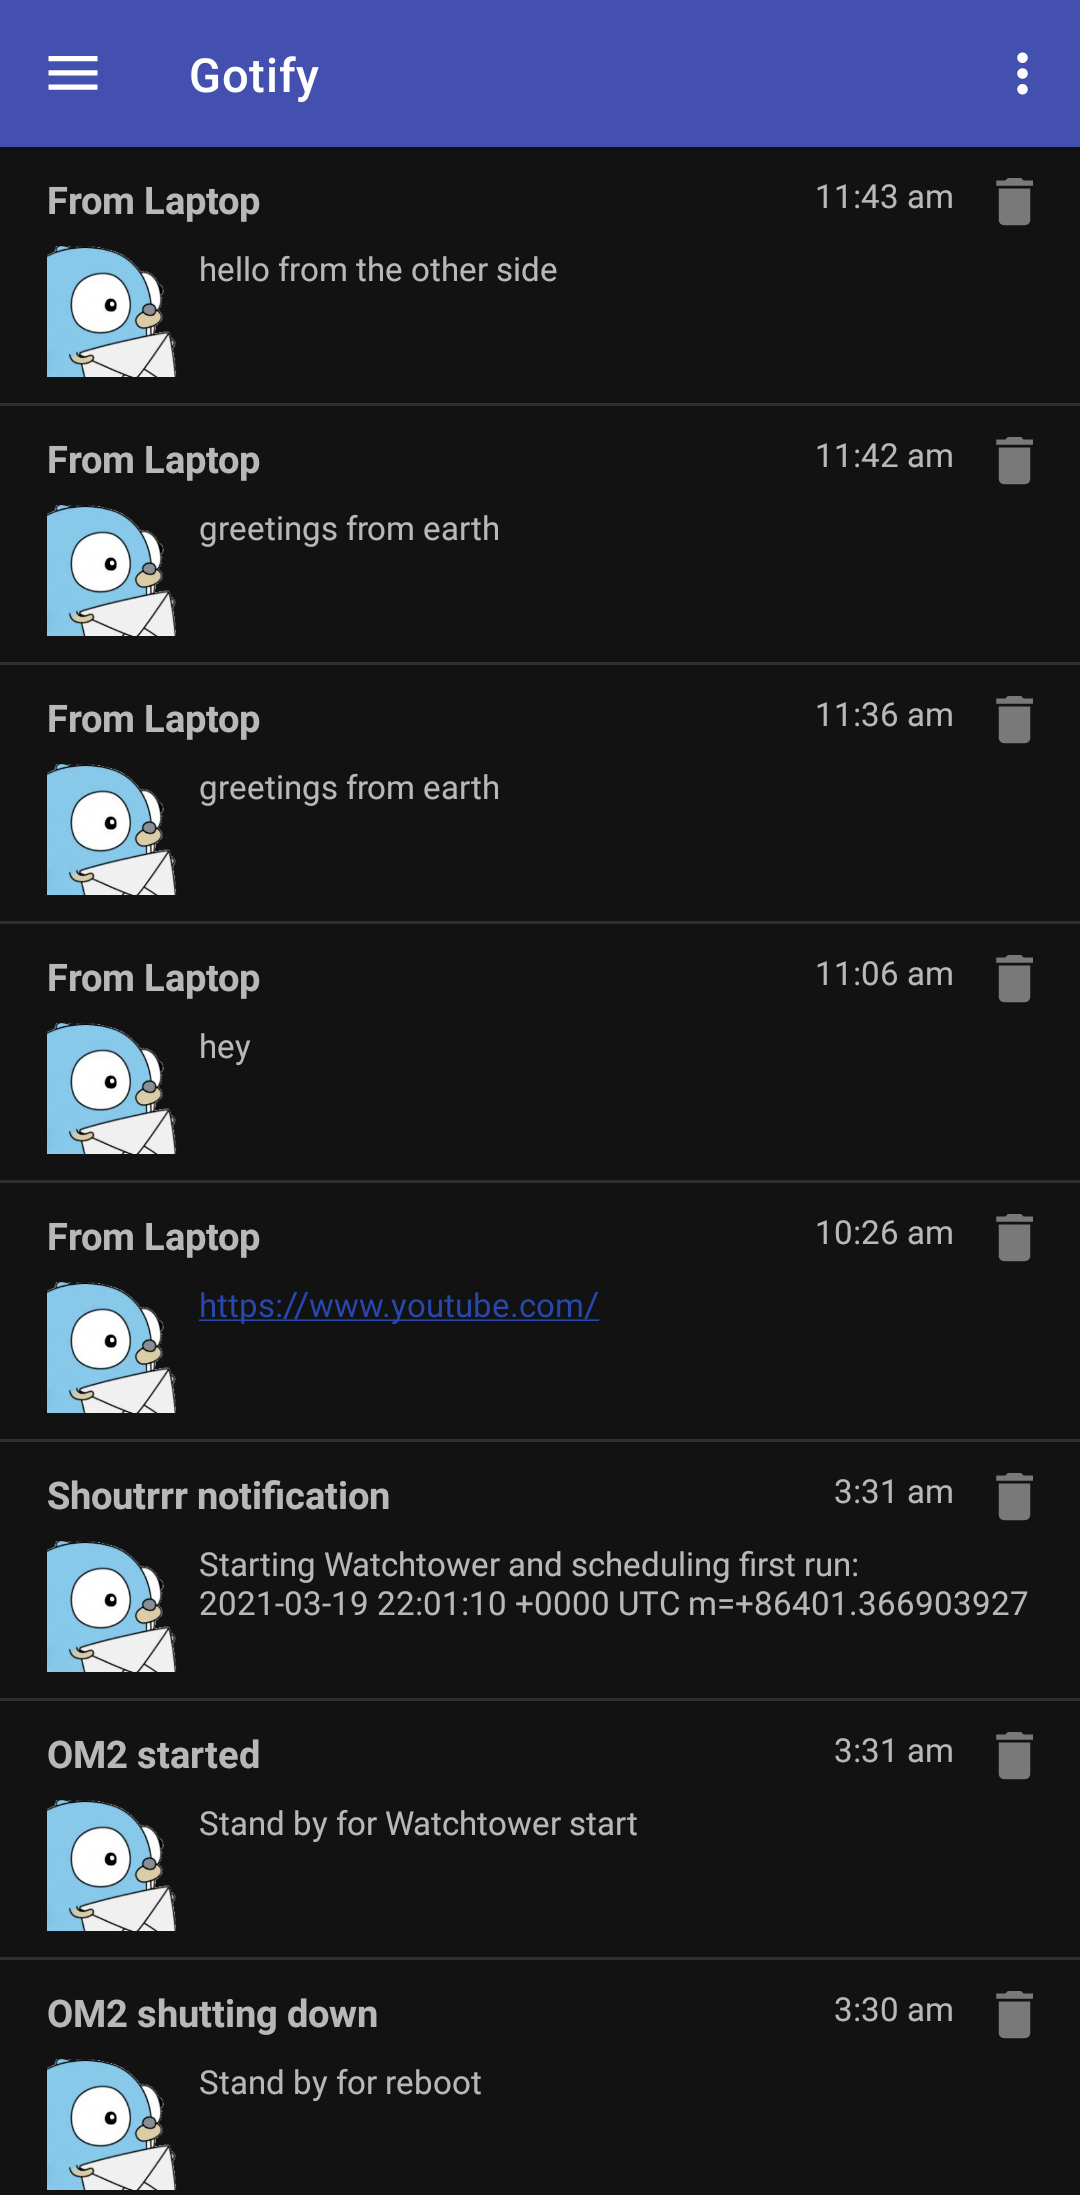 Gotify
From Laptop
11:43 am
hello from the other side
From Laptop
11:42 am
greetings from earth
From Laptop
11:36 am
greetings from earth
From Laptop
11:06 am
hey
From Laptop
10:26 am
https://www.youtube.com/
Shoutrrr notification
3:31 am
Starting Watchtower and scheduling first run:
2021-03-19 22:01:10 +0000 UTC m=+86401.366903927
OM2 started
3:31 am
Stand by for Watchtower start
OM2 shutting down
3:30 am
Stand by for reboot